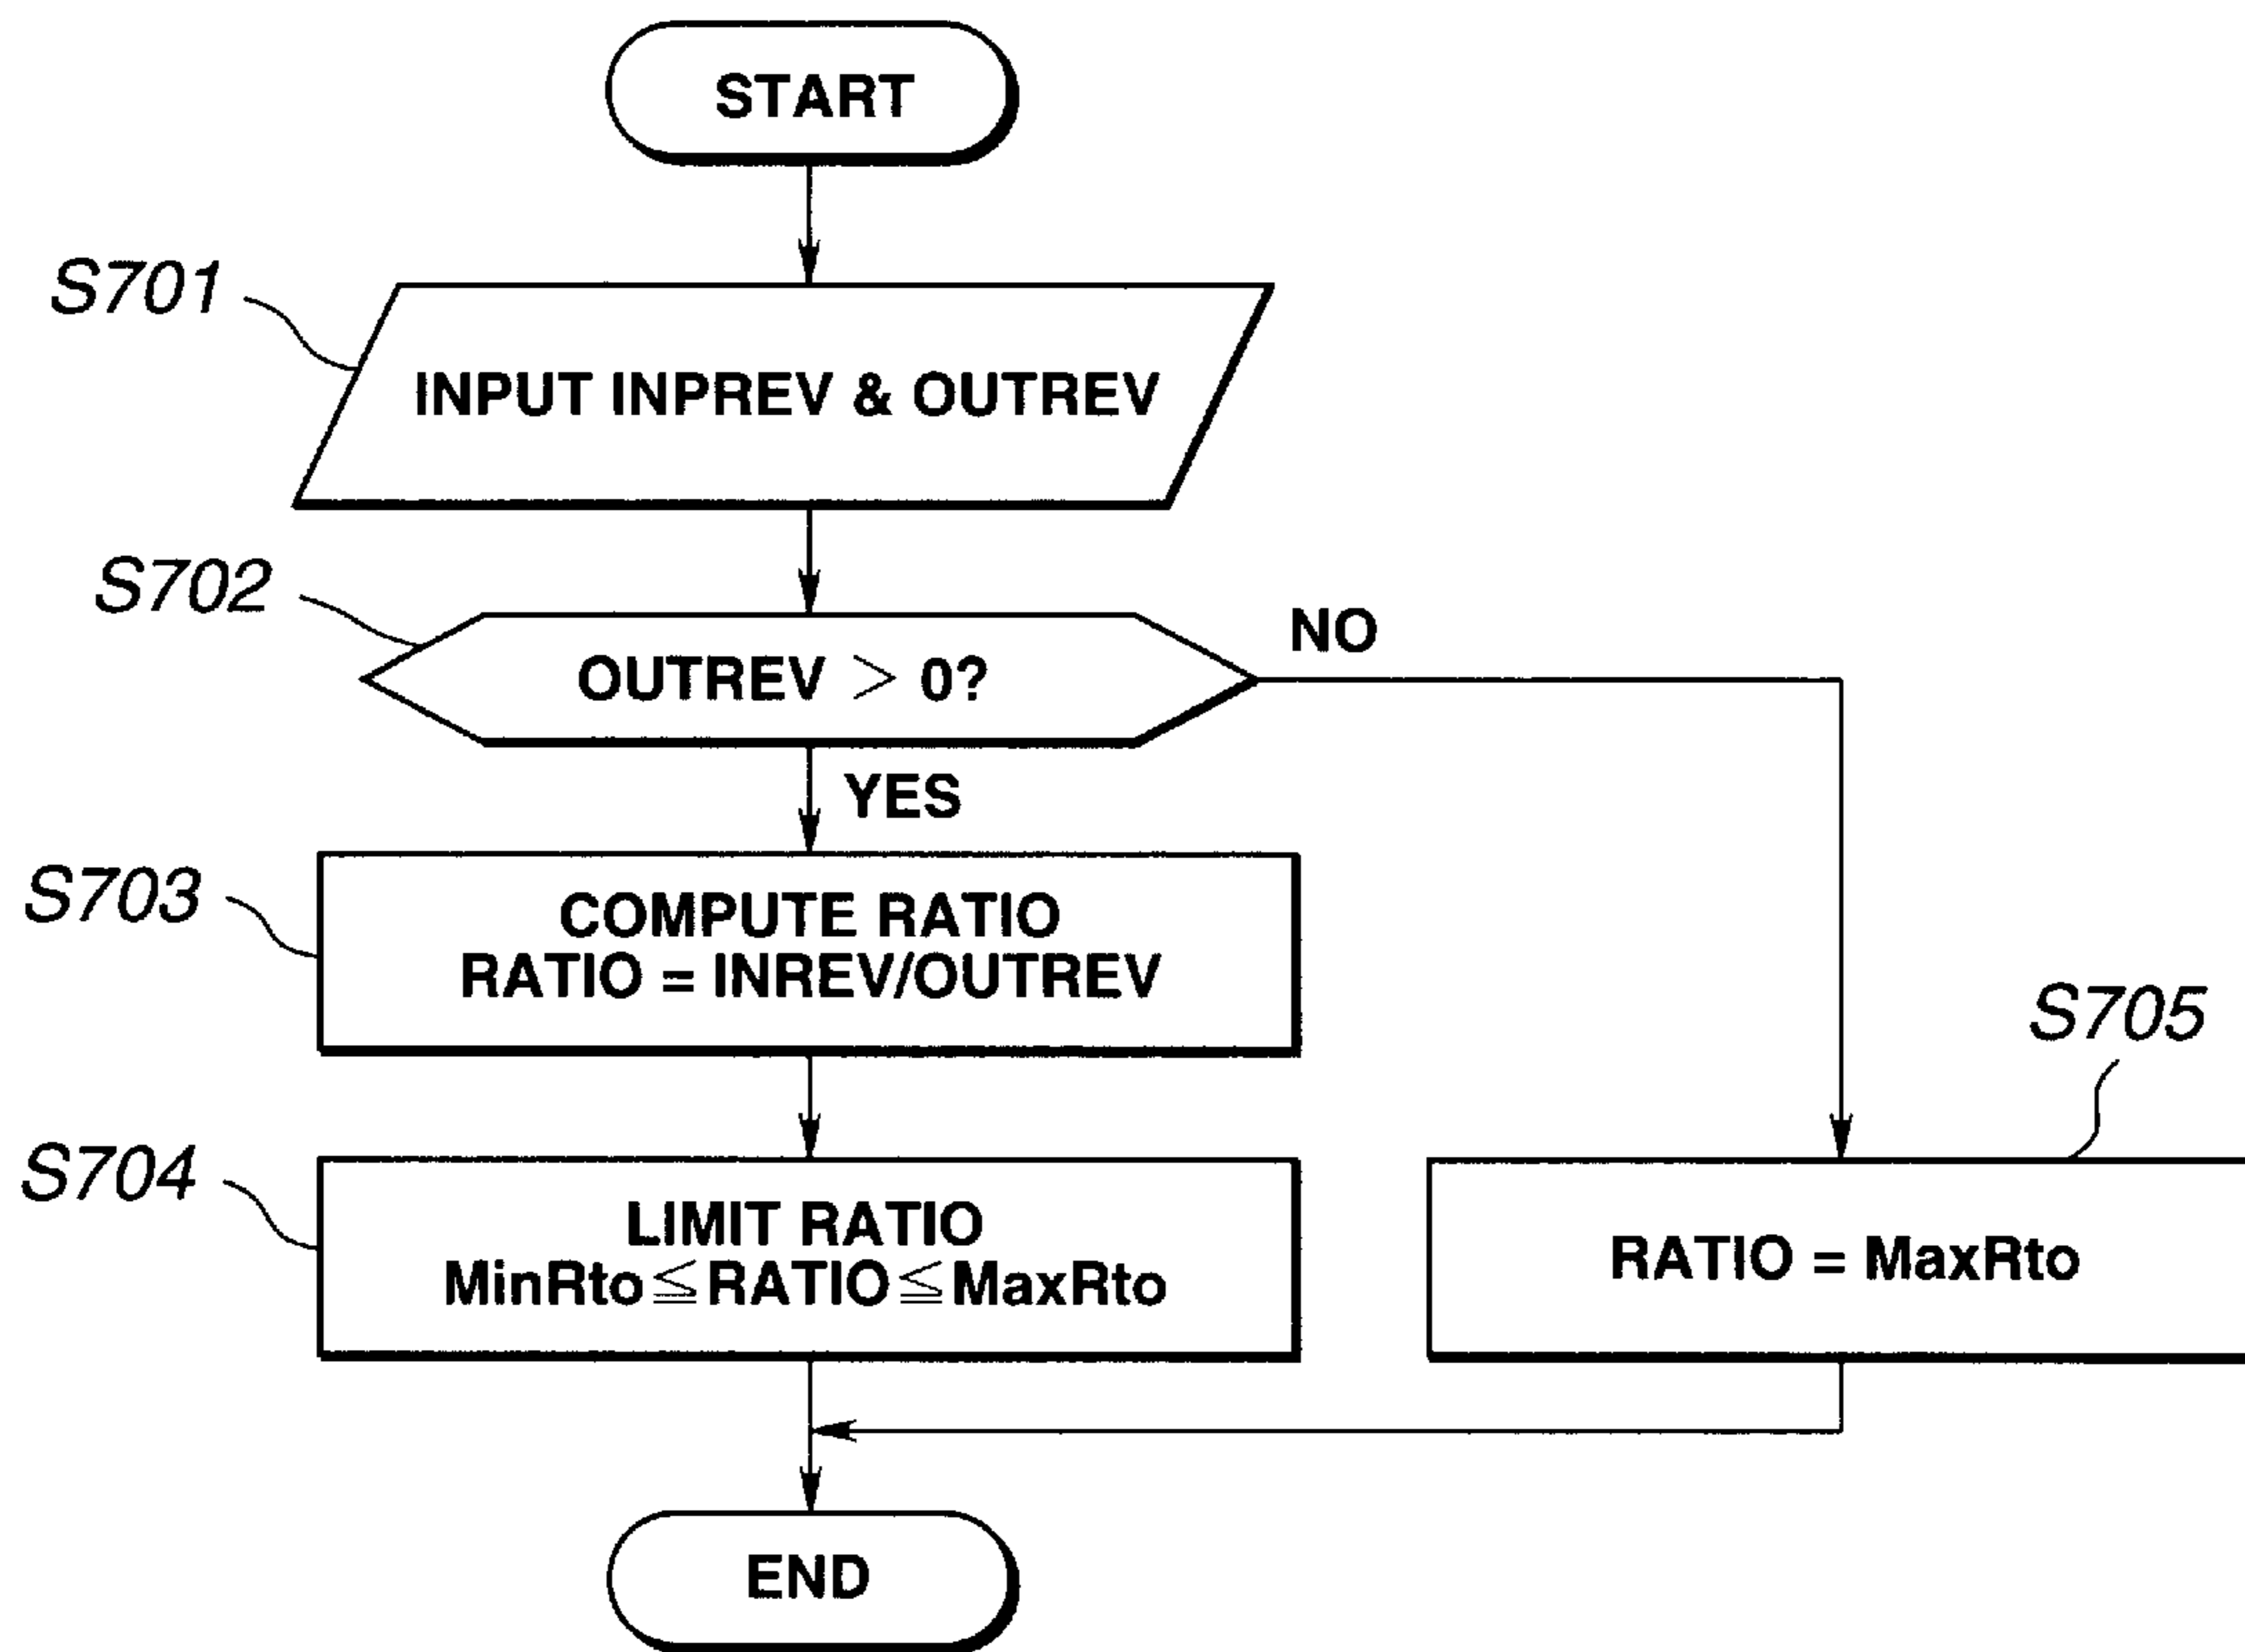 START
S701
INPUT INPREV & OUTREV
S702
OUTREV > 0?
NO
YES
S703
COMPUTE RATIO
RATIO = INREV/OUTREV
S705
S704
LIMIT RATIO
MinRto ≦ RATIO ≦ MaxRto
RATIO = MaxRto
END